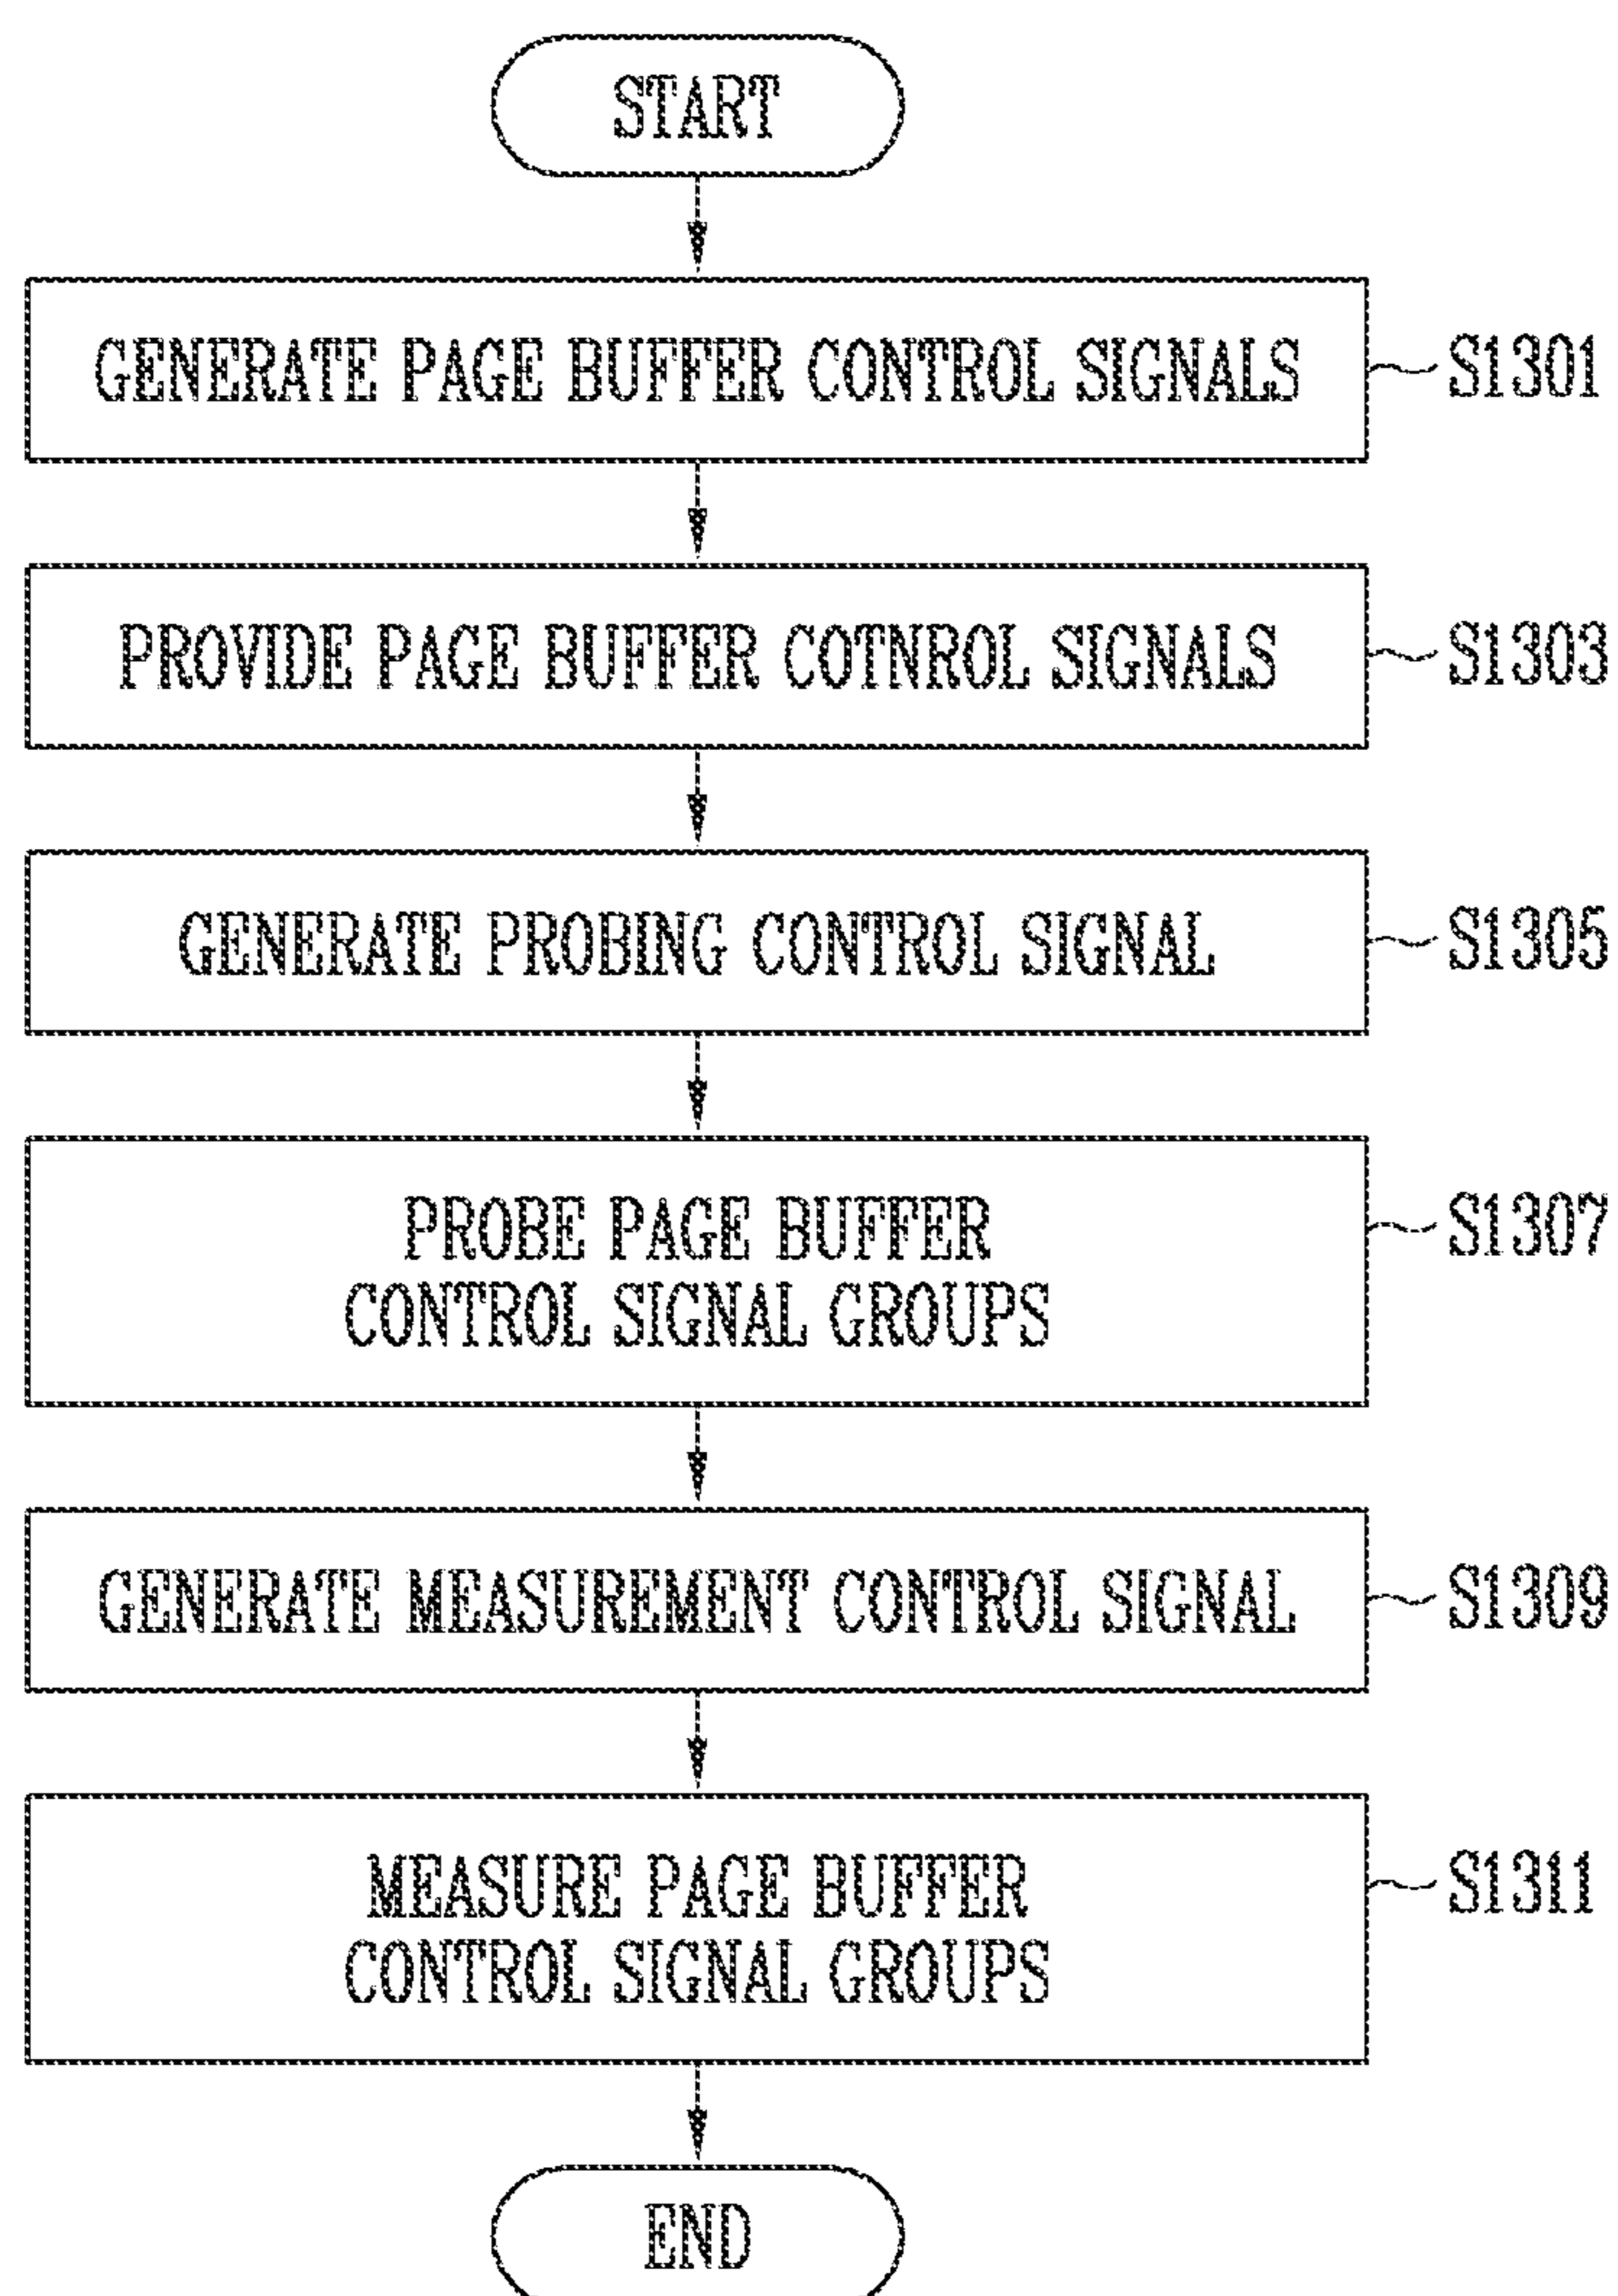 START
GENERATE PAGE BUFFER CONTROL SIGNALS
S1301
PROVIDE PAGE BUFFER COTNROL SIGNALS
S1303
GENERATE PROBING CONTROL SIGNAL
S1305
PROBE PAGE BUFFER
CONTROL SIGNAL GROUPS
S1307
GENERATE MEASUREMENT CONTROL SIGNAL
S1309
MEASURE PAGE BUFFER
CONTROL SIGNAL GROUPS
S1311
END